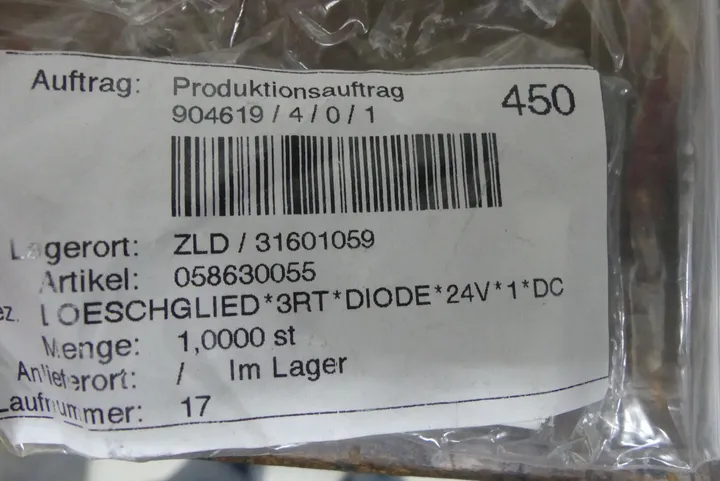 Auftrag: Produktionsauftrag 450
904619 / 4 / 0 / 1
Lagerort: ZLD / 31601059
Artikel: 058630055
ez. LOESCHGLIED*3RT*DIODE*24V*1*DC
Menge: 1,0000 st
Anlieferort: / Im Lager
Laufnummer: 17